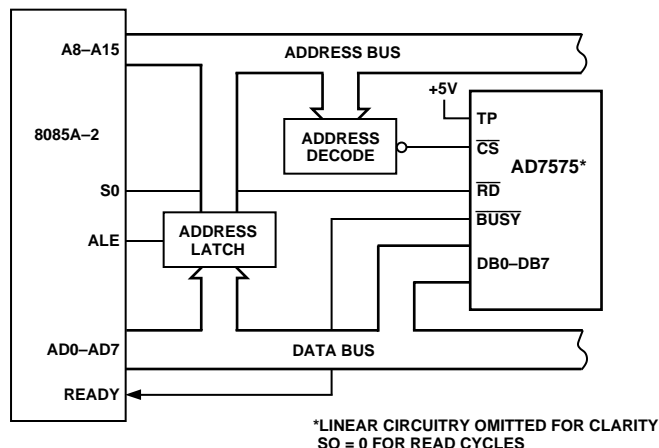 A8–A15
ADDRESS BUS
+5V
TP
8085A–2
ADDRESS
DECODE
CS
AD7575*
S0
RD
ADDRESS
LATCH
BUSY
ALE
DB0–DB7
AD0–AD7
DATA BUS
READY
*LINEAR CIRCUITRY OMITTED FOR CLARITY
SO = 0 FOR READ CYCLES